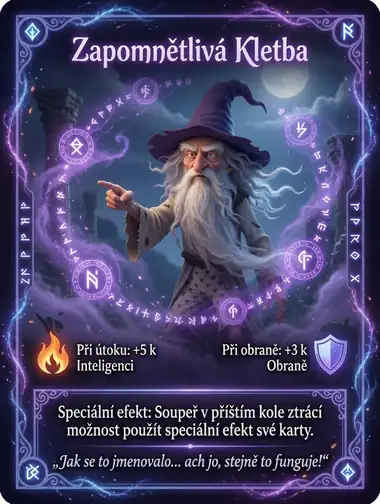 Zapomnětlivá Kletba
Při útoku: +5 k
Inteligenci
Při obraně: +3 k
Obraně
Speciální efekt: Soupeř v příštím kole ztrácí
možnost použít speciální efekt své karty.
„Jak se to jmenovalo... ach jo, stejně to funguje!“